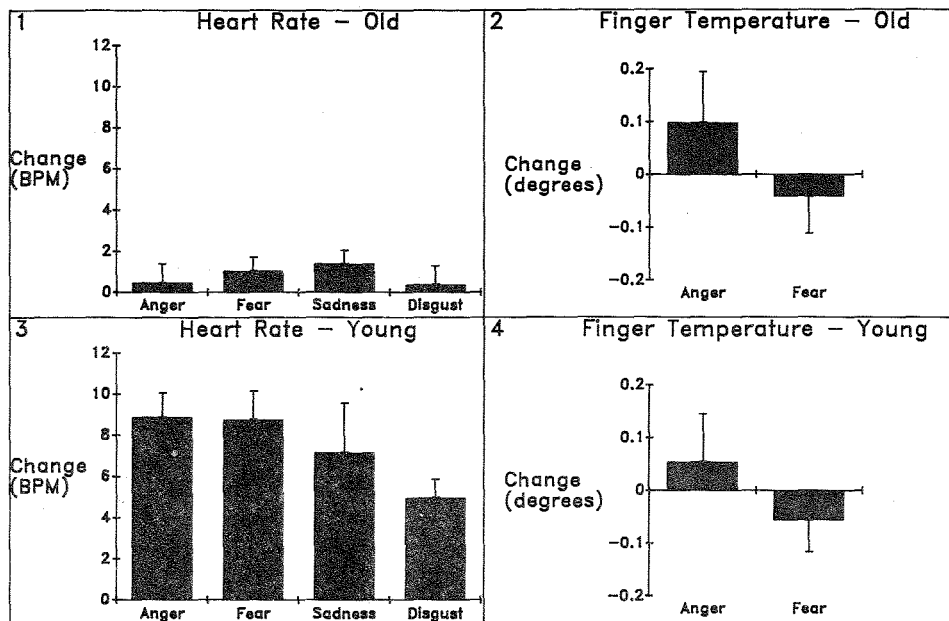 1
Heart Rate – Old
12
10
8
6
4
2
0
Change
(BPM)
Anger Fear Sadness Disgust
2
Finger Temperature – Old
0.2
0.1
0
−0.1
−0.2
Change
(degrees)
Anger Fear
3
Heart Rate – Young
12
10
8
6
4
2
0
Change
(BPM)
Anger Fear Sadness Disgust
4
Finger Temperature – Young
0.2
0.1
0
−0.1
−0.2
Change
(degrees)
Anger Fear